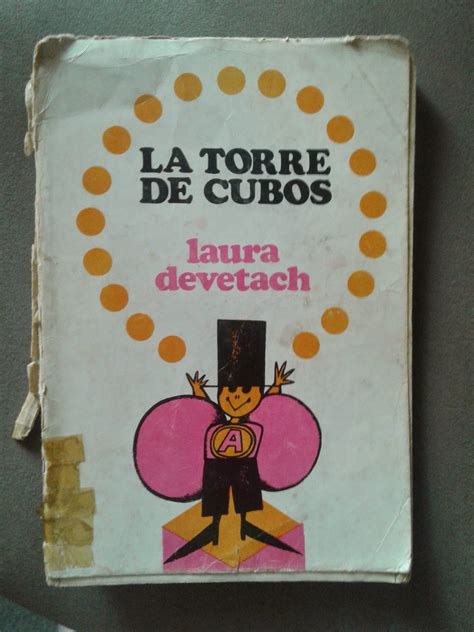 LA TORRE
DE CUBOS
laura
devetach
A